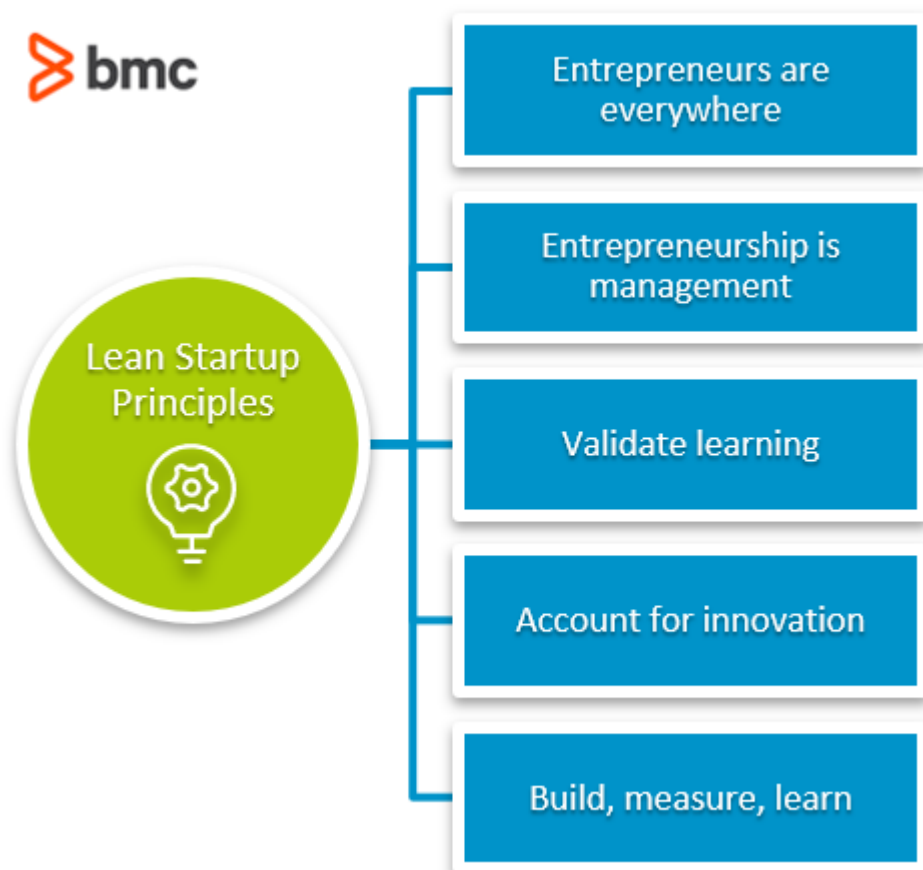 bmc
Lean Startup
Principles
Entrepreneurs are
everywhere
Entrepreneurship is
management
Validate learning
Account for innovation
Build, measure, learn